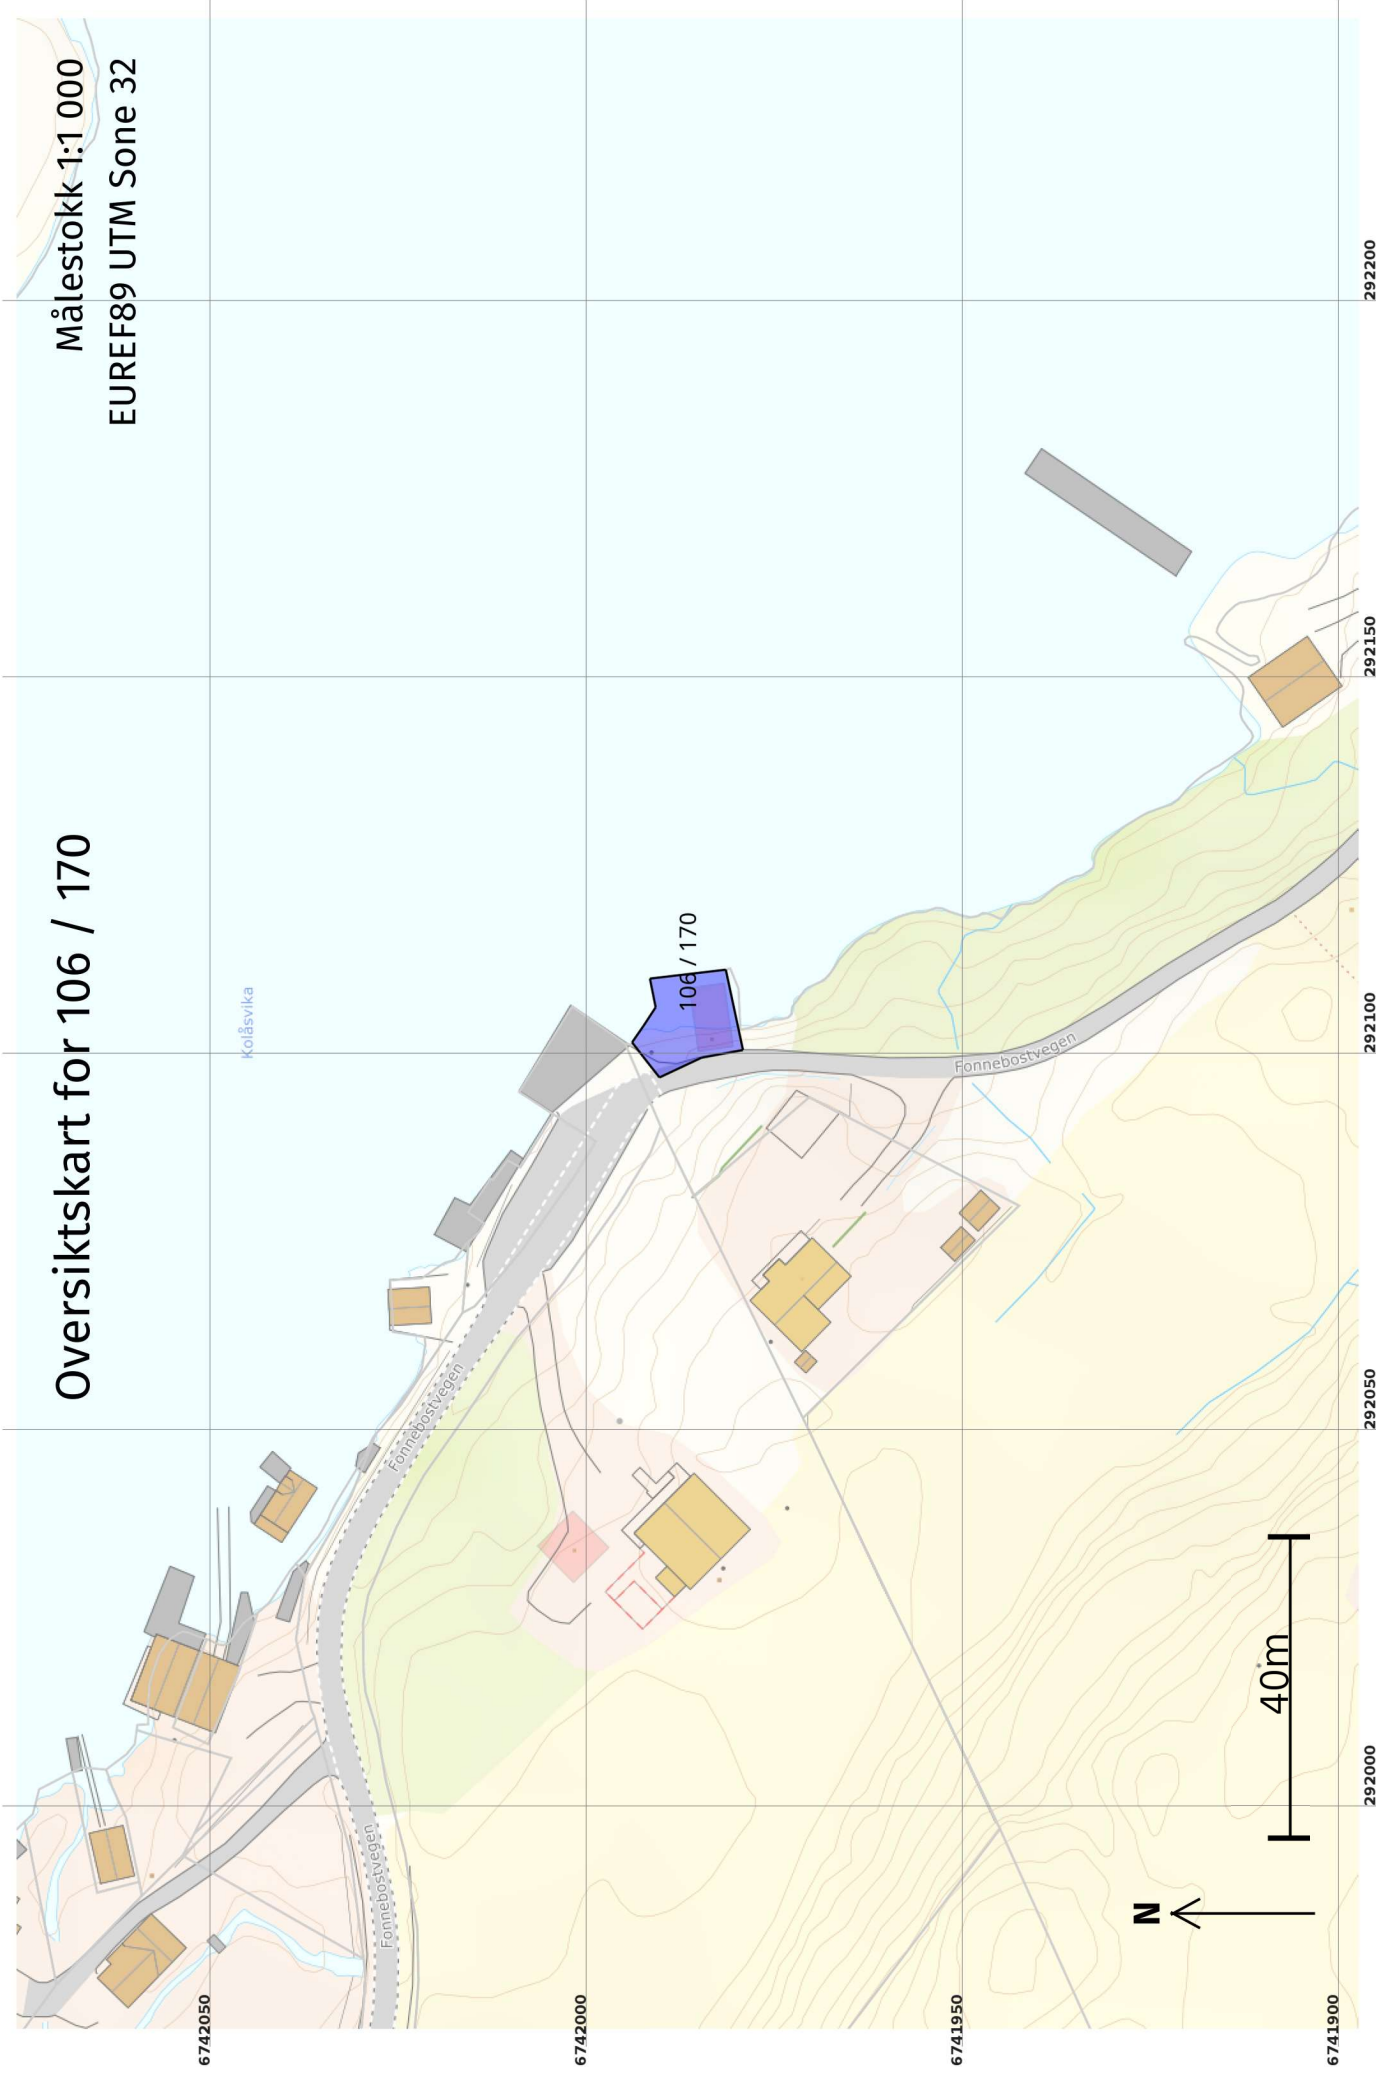 Oversiktskart for 106 / 170
Målestokk 1:1 000
EUREF89 UTM Sone 32
Kolåsvika
106 / 170
Fonnebostvegen
Fonnebostvegen
Fonnebostvegen
N
40m
6742050
6742000
6741950
6741900
292000
292050
292100
292150
292200